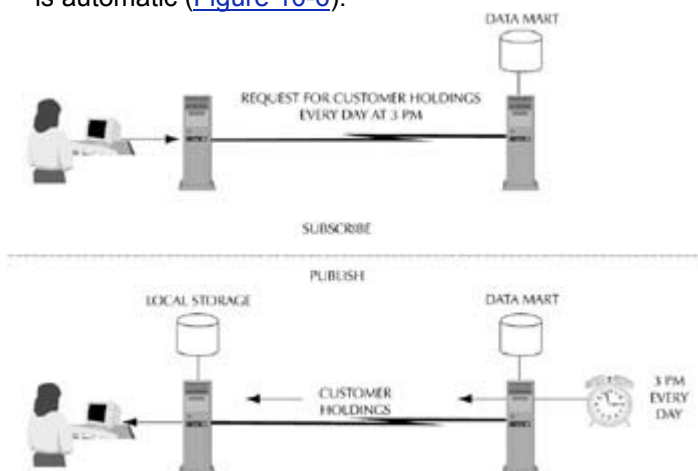 is automatic (Figure 10-6).
DATA MART
REQUEST FOR CUSTOMER HOLDINGS
EVERY DAY AT 3 PM
SUBSCRIBE
PUBLISH
LOCAL STORAGE
DATA MART
CUSTOMER
HOLDINGS
3 PM
EVERY
DAY